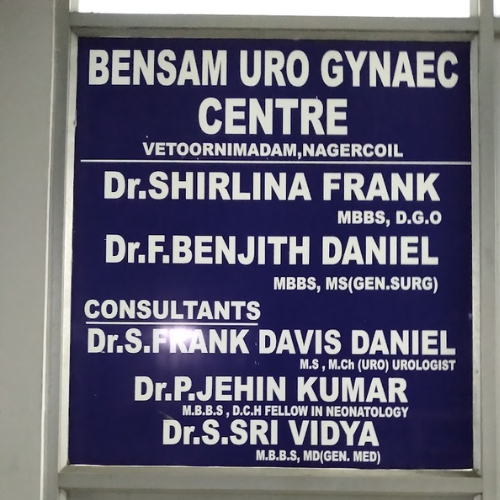 BENSAM URO GYNAEC
CENTRE
VETOORNIMADAM,NAGERCOIL
Dr.SHIRLINA FRANK
MBBS, D.G.O
Dr.F.BENJITH DANIEL
MBBS, MS(GEN.SURG)
CONSULTANTS
Dr.S.FRANK DAVIS DANIEL
M.S , M.Ch (URO) UROLOGIST
Dr.P.JEHIN KUMAR
M.B.B.S , D.C.H FELLOW IN NEONATOLOGY
Dr.S.SRI VIDYA
M.B.B.S, MD(GEN. MED)